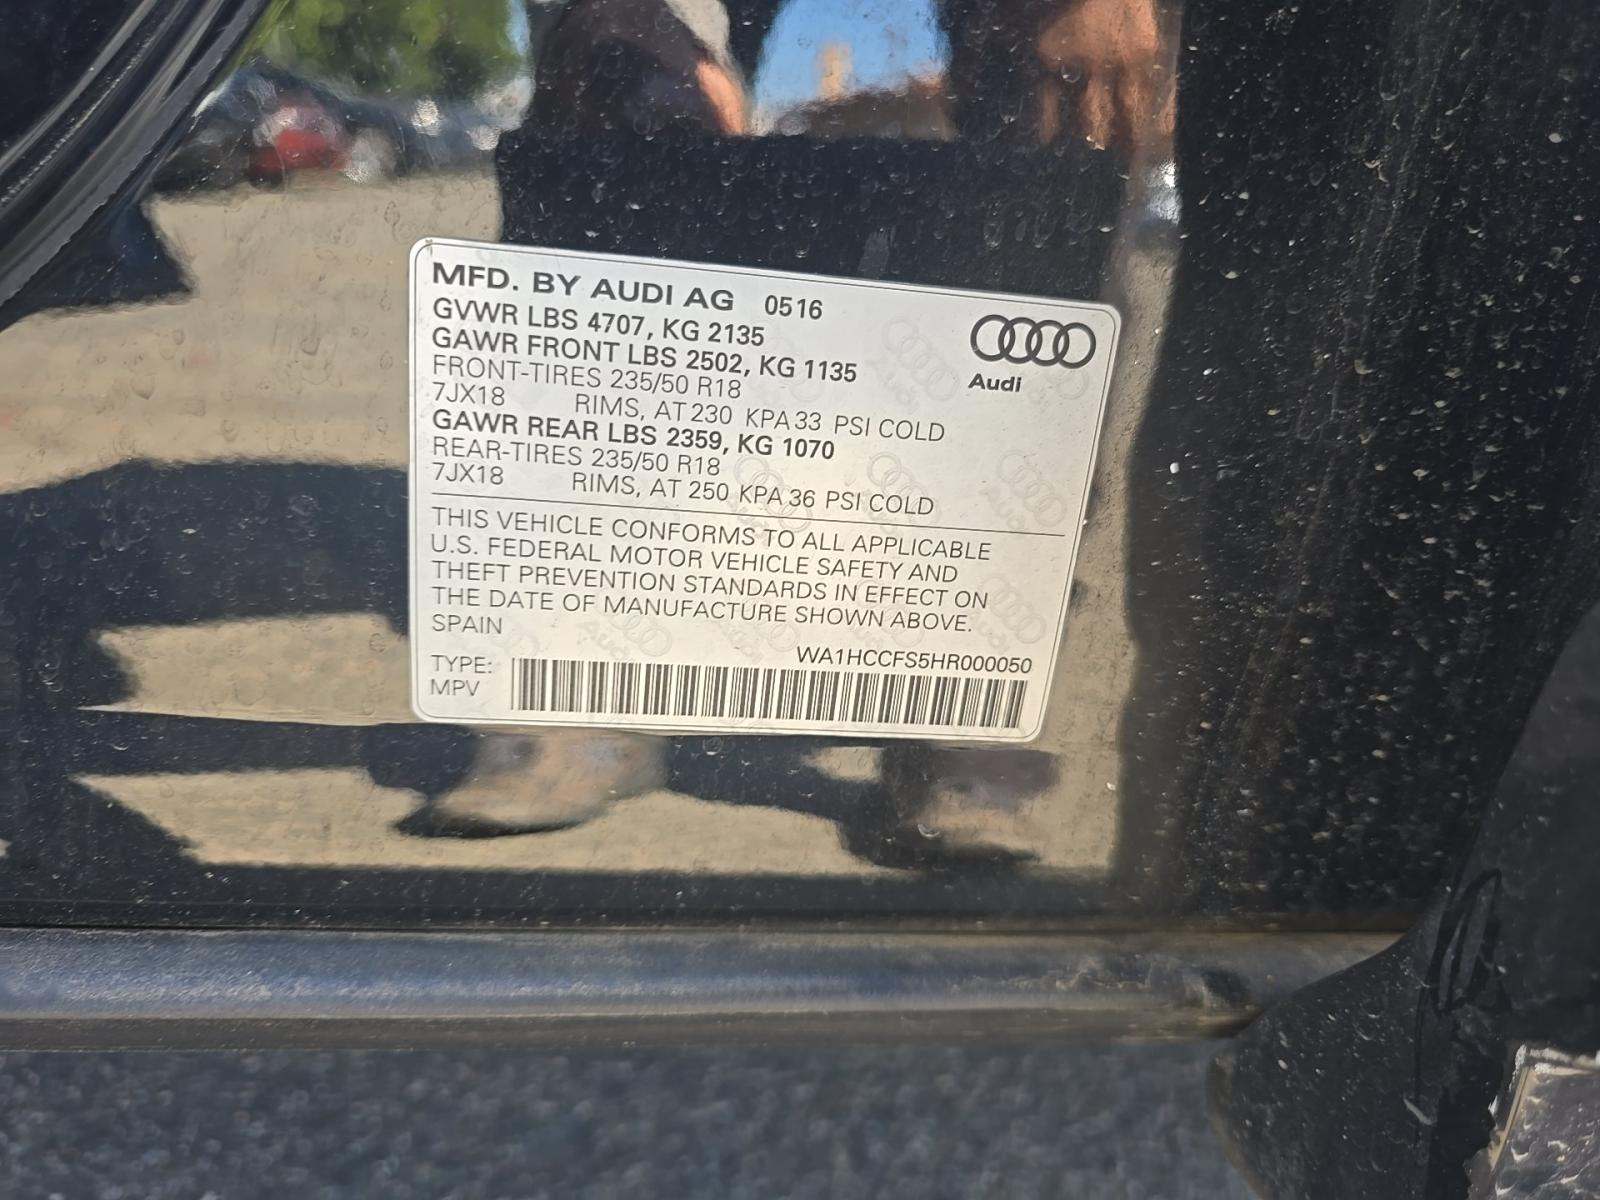 MFD. BY AUDI AG 0516
GVWR LBS 4707, KG 2135
GAWR FRONT LBS 2502, KG 1135
FRONT-TIRES 235/50 R18
7JX18 RIMS, AT 230 KPA 33 PSI COLD
GAWR REAR LBS 2359, KG 1070
REAR-TIRES 235/50 R18
7JX18 RIMS, AT 250 KPA 36 PSI COLD
Audi
THIS VEHICLE CONFORMS TO ALL APPLICABLE
U.S. FEDERAL MOTOR VEHICLE SAFETY AND
THEFT PREVENTION STANDARDS IN EFFECT ON
THE DATE OF MANUFACTURE SHOWN ABOVE.
SPAIN
WA1HCCFS5HR000050
TYPE:
MPV